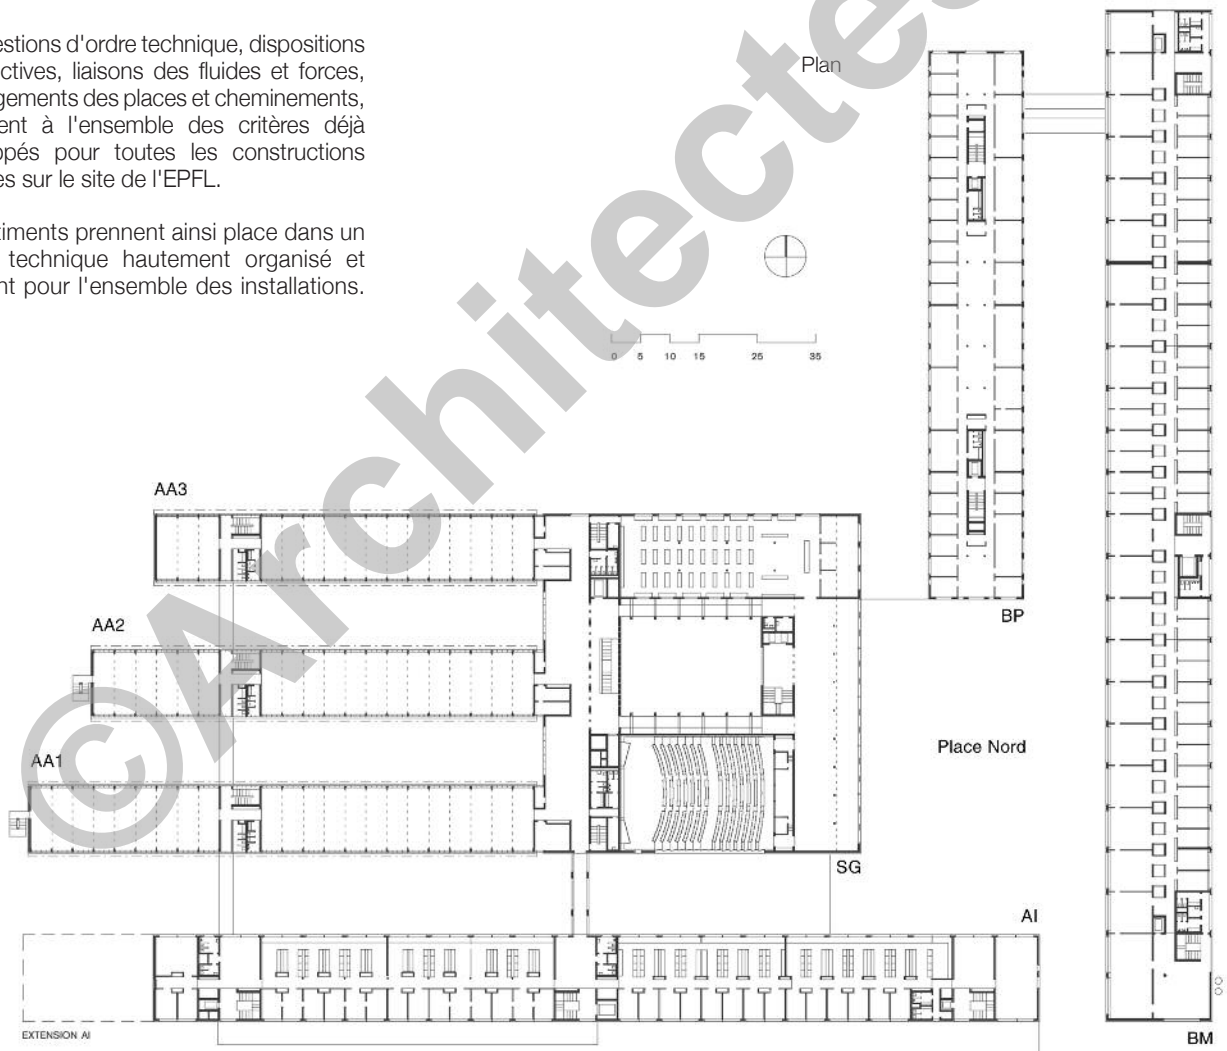 estions d'ordre technique, dispositions
ctives, liaisons des fluides et forces,
gements des places et cheminements,
ent à l'ensemble des critères déjà
ppés pour toutes les constructions
es sur le site de l'EPFL.
timents prennent ainsi place dans un
technique hautement organisé et
nt pour l'ensemble des installations.
Plan
0 5 10 15 25 35
AA3
AA2
AA1
BP
Place Nord
SG
AI
EXTENSION AI
BM
©Architecte